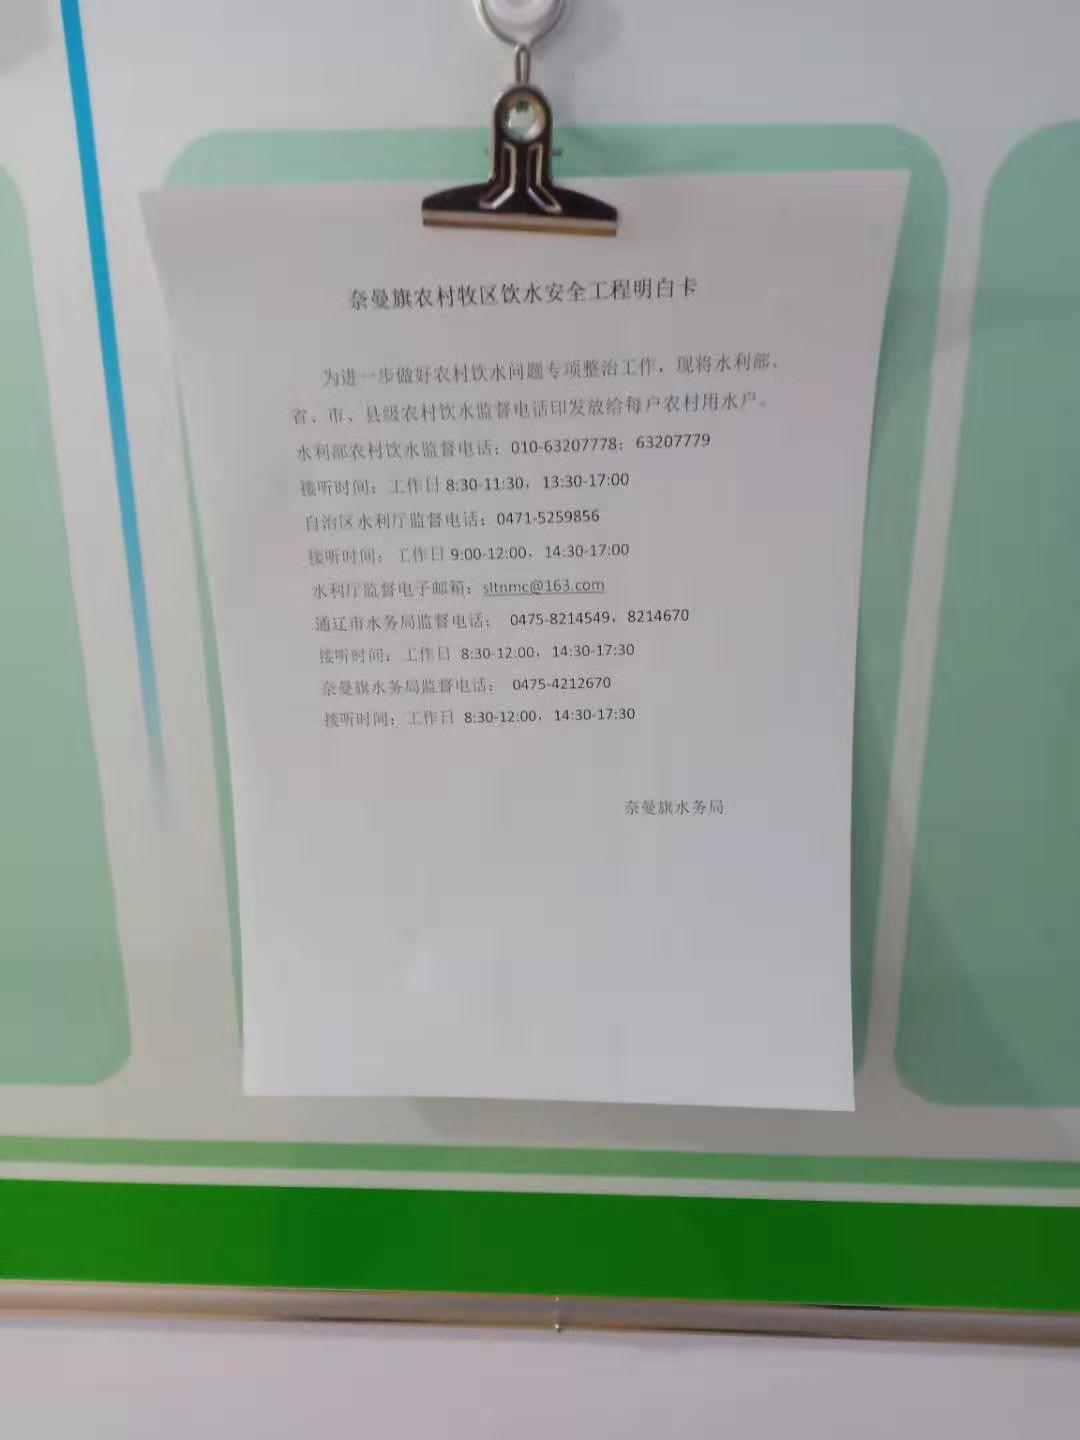 奈曼旗农村牧区饮水安全工程明白卡
为进一步做好农村饮水问题专项整治工作，现将水利部、
省、市、县级农村饮水监督电话印发放给每户农村用水户。
水利部农村饮水监督电话：010-63207778；63207779
接听时间：工作日 8:30-11:30，13:30-17:00
自治区水利厅监督电话：0471-5259856
接听时间：工作日 9:00-12:00，14:30-17:00
水利厅监督电子邮箱：sltnmc@163.com
通辽市水务局监督电话： 0475-8214549，8214670
接听时间：工作日 8:30-12:00，14:30-17:30
奈曼旗水务局监督电话： 0475-4212670
接听时间：工作日 8:30-12:00，14:30-17:30
奈曼旗水务局